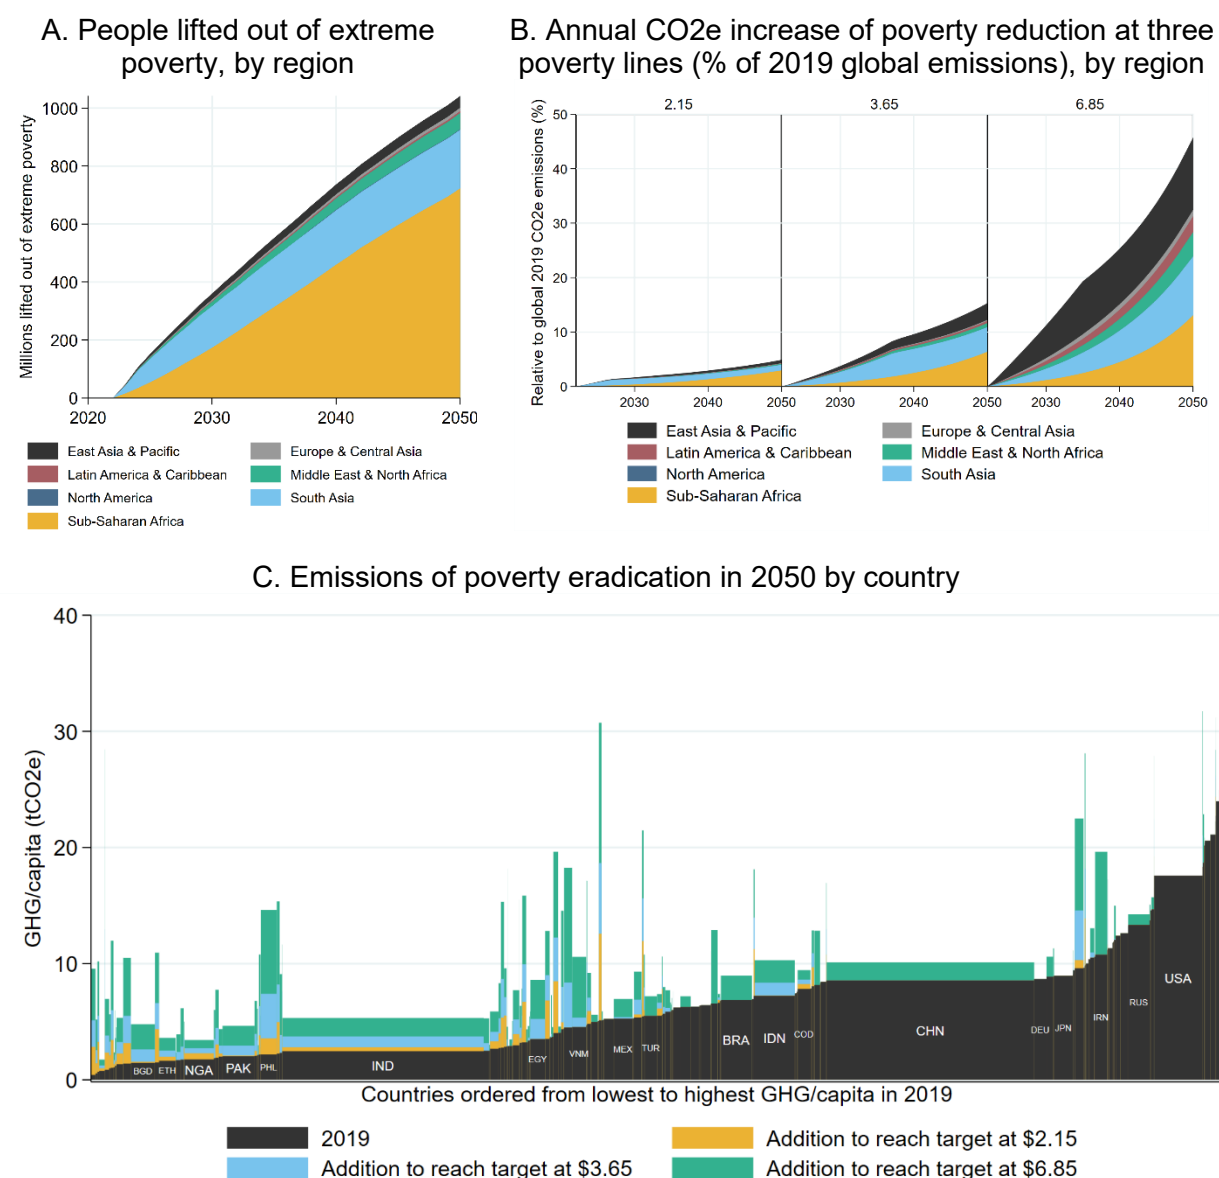 A. People lifted out of extreme
poverty, by region
B. Annual CO2e increase of poverty reduction at three
poverty lines (% of 2019 global emissions), by region
Millions lifted out of extreme poverty
1000
800
600
400
200
0
2020
2030
2040
2050
East Asia & Pacific
Europe & Central Asia
Latin America & Caribbean
Middle East & North Africa
North America
South Asia
Sub-Saharan Africa
Relative to global 2019 CO2e emissions (%)
2.15
3.65
6.85
50
40
30
20
10
0
2030
2040
2050
2030
2040
2050
2030
2040
2050
East Asia & Pacific
Europe & Central Asia
Latin America & Caribbean
Middle East & North Africa
North America
South Asia
Sub-Saharan Africa
C. Emissions of poverty eradication in 2050 by country
GHG/capita (tCO2e)
40
30
20
10
0
BGD
ETH
NGA
PAK
PHL
IND
EGY
VNM
MEX
TUR
BRA
IDN
COD
CHN
DEU
JPN
IRN
RUS
USA
Countries ordered from lowest to highest GHG/capita in 2019
2019
Addition to reach target at $2.15
Addition to reach target at $3.65
Addition to reach target at $6.85